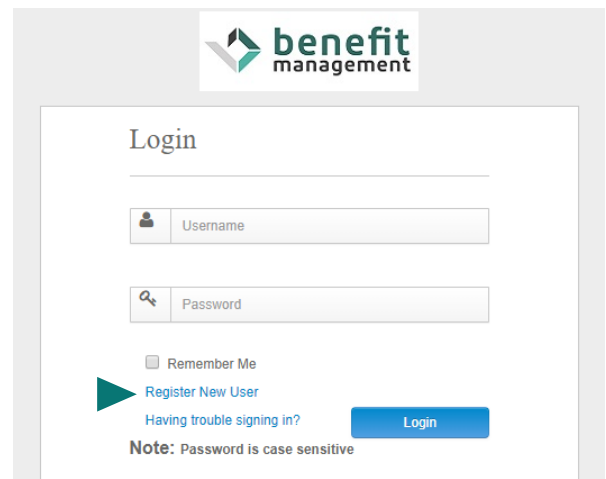 benefit
management
Login
Username
Password
Remember Me
Register New User
Having trouble signing in?
Login
Note: Password is case sensitive